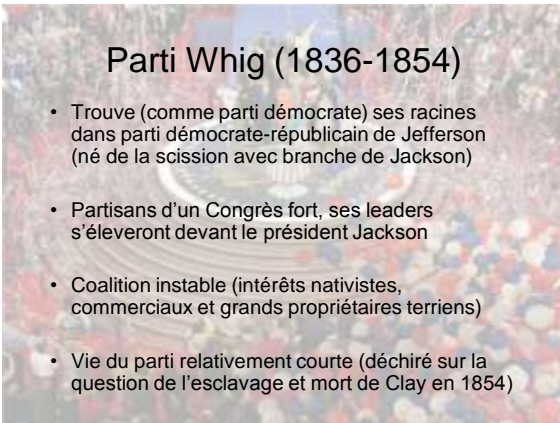 Parti Whig (1836-1854)
• Trouve (comme parti démocrate) ses racines
dans parti démocrate-républicain de Jefferson
(né de la scission avec branche de Jackson)
• Partisans d'un Congrès fort, ses leaders
s'éleveront devant le président Jackson
• Coalition instable (intérêts nativistes,
commerciaux et grands propriétaires terriens)
• Vie du parti relativement courte (déchiré sur la
question de l'esclavage et mort de Clay en 1854)